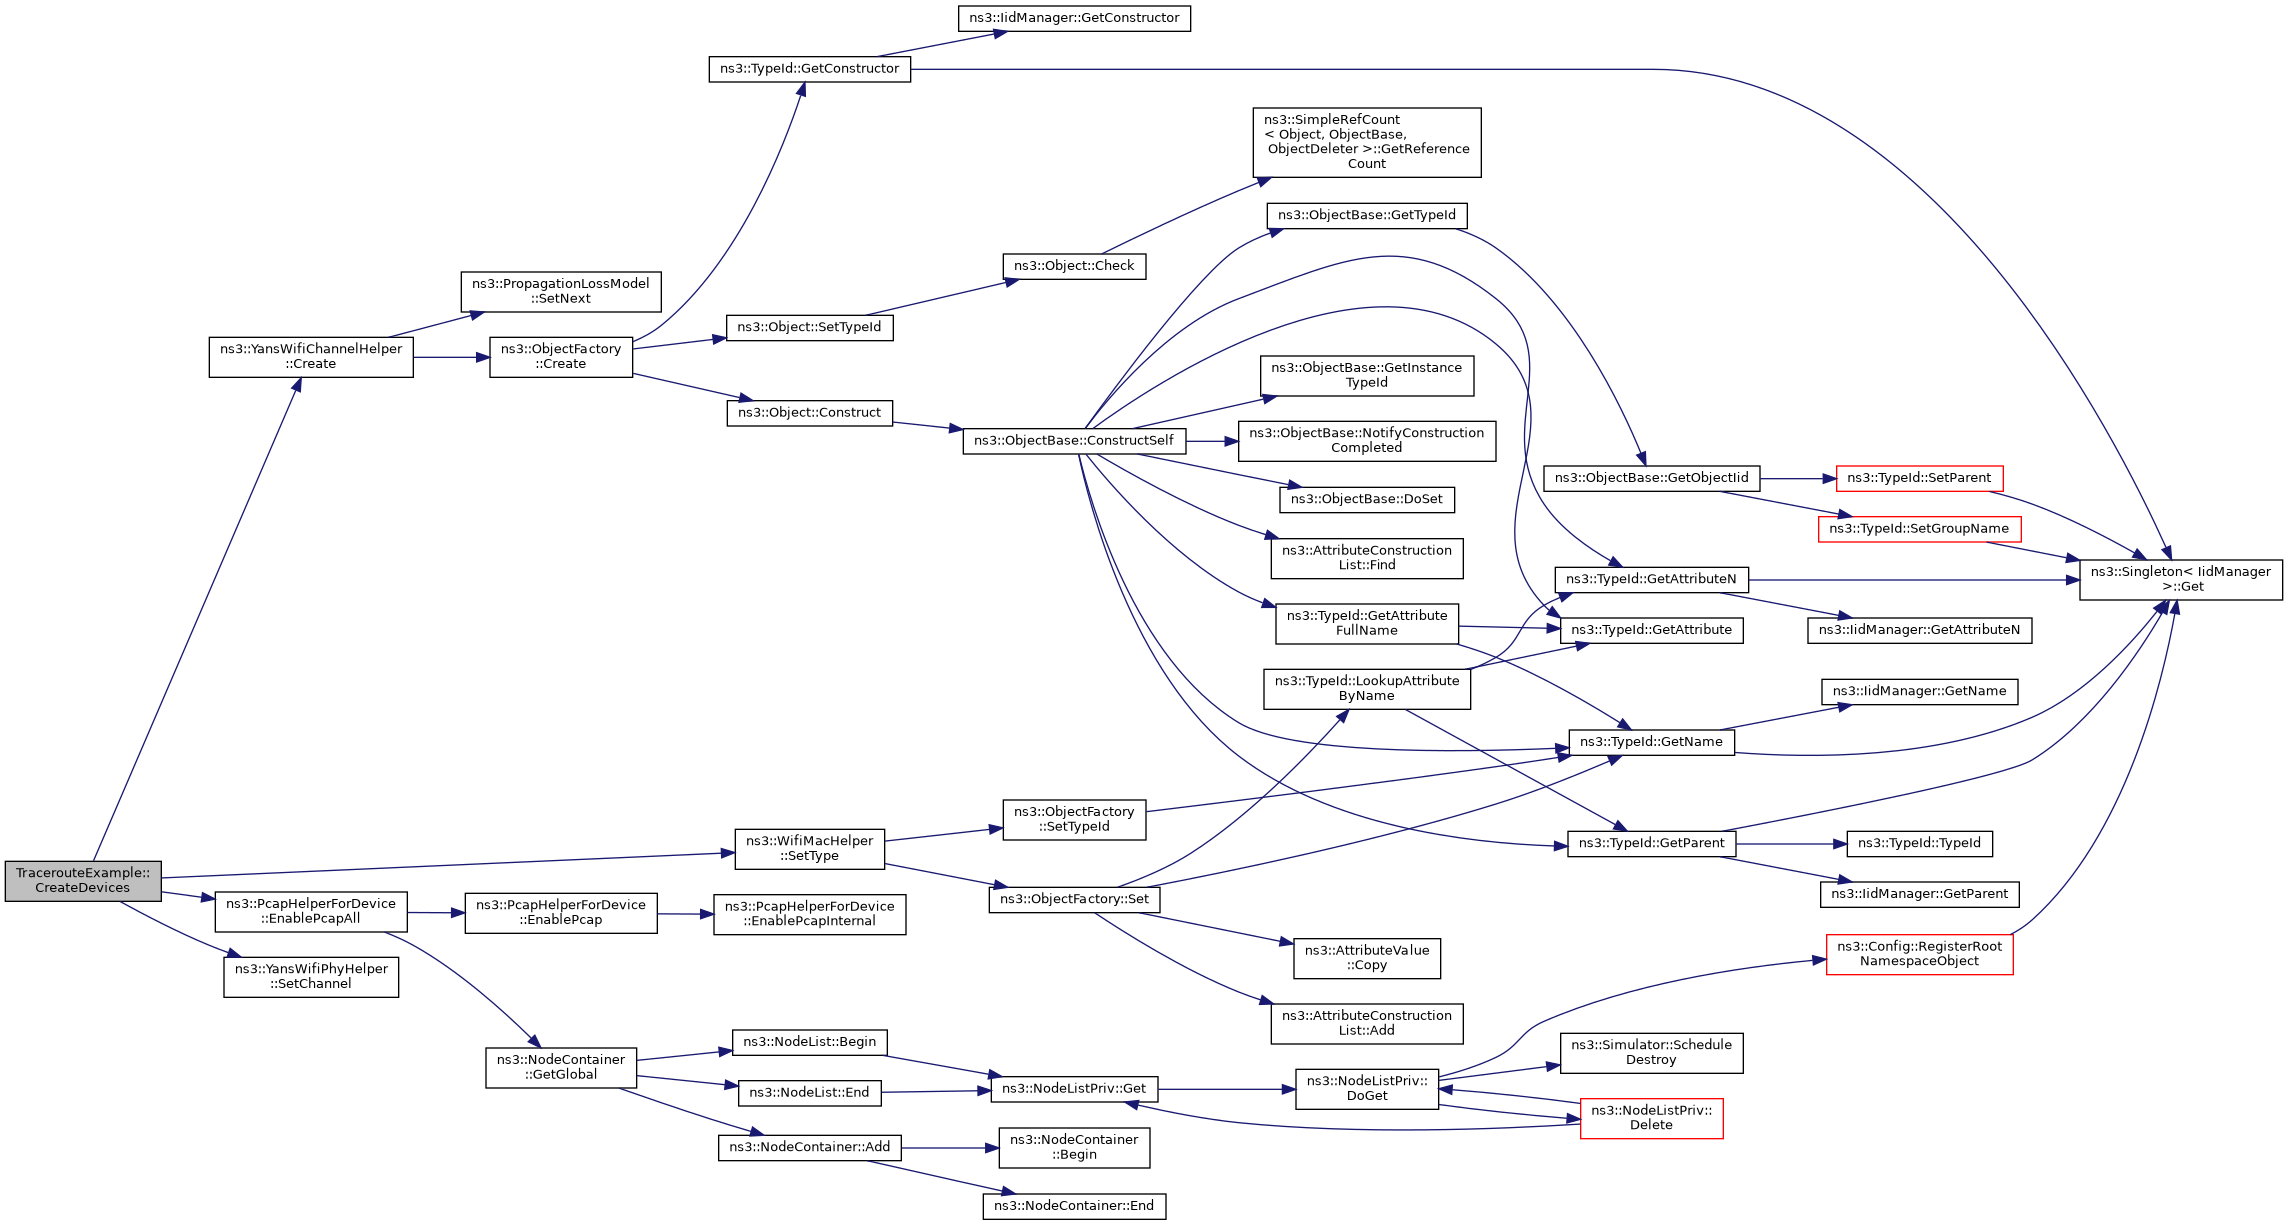 ns3::IidManager::GetConstructor
ns3::TypeId::GetConstructor
ns3::SimpleRefCount
< Object, ObjectBase,
ObjectDeleter >::GetReference
Count
ns3::ObjectBase::GetTypeId
ns3::Object::Check
ns3::PropagationLossModel
::SetNext
ns3::Object::SetTypeId
ns3::YansWifiChannelHelper
::Create
ns3::ObjectFactory
::Create
ns3::ObjectBase::GetInstance
TypeId
ns3::Object::Construct
ns3::ObjectBase::ConstructSelf
ns3::ObjectBase::NotifyConstruction
Completed
ns3::ObjectBase::GetObjectIid
ns3::TypeId::SetParent
ns3::ObjectBase::DoSet
ns3::TypeId::SetGroupName
ns3::AttributeConstruction
List::Find
ns3::TypeId::GetAttributeN
ns3::Singleton< IidManager
>::Get
ns3::TypeId::GetAttribute
FullName
ns3::TypeId::GetAttribute
ns3::IidManager::GetAttributeN
ns3::TypeId::LookupAttribute
ByName
ns3::IidManager::GetName
ns3::TypeId::GetName
ns3::ObjectFactory
::SetTypeId
ns3::WifiMacHelper
::SetType
ns3::TypeId::GetParent
ns3::TypeId::TypeId
TracerouteExample::
CreateDevices
ns3::IidManager::GetParent
ns3::ObjectFactory::Set
ns3::PcapHelperForDevice
::EnablePcapAll
ns3::PcapHelperForDevice
::EnablePcap
ns3::PcapHelperForDevice
::EnablePcapInternal
ns3::AttributeValue
::Copy
ns3::Config::RegisterRoot
NamespaceObject
ns3::YansWifiPhyHelper
::SetChannel
ns3::AttributeConstruction
List::Add
ns3::NodeList::Begin
ns3::Simulator::Schedule
Destroy
ns3::NodeContainer
::GetGlobal
ns3::NodeList::End
ns3::NodeListPriv::Get
ns3::NodeListPriv::
DoGet
ns3::NodeListPriv::
Delete
ns3::NodeContainer::Add
ns3::NodeContainer
::Begin
ns3::NodeContainer::End